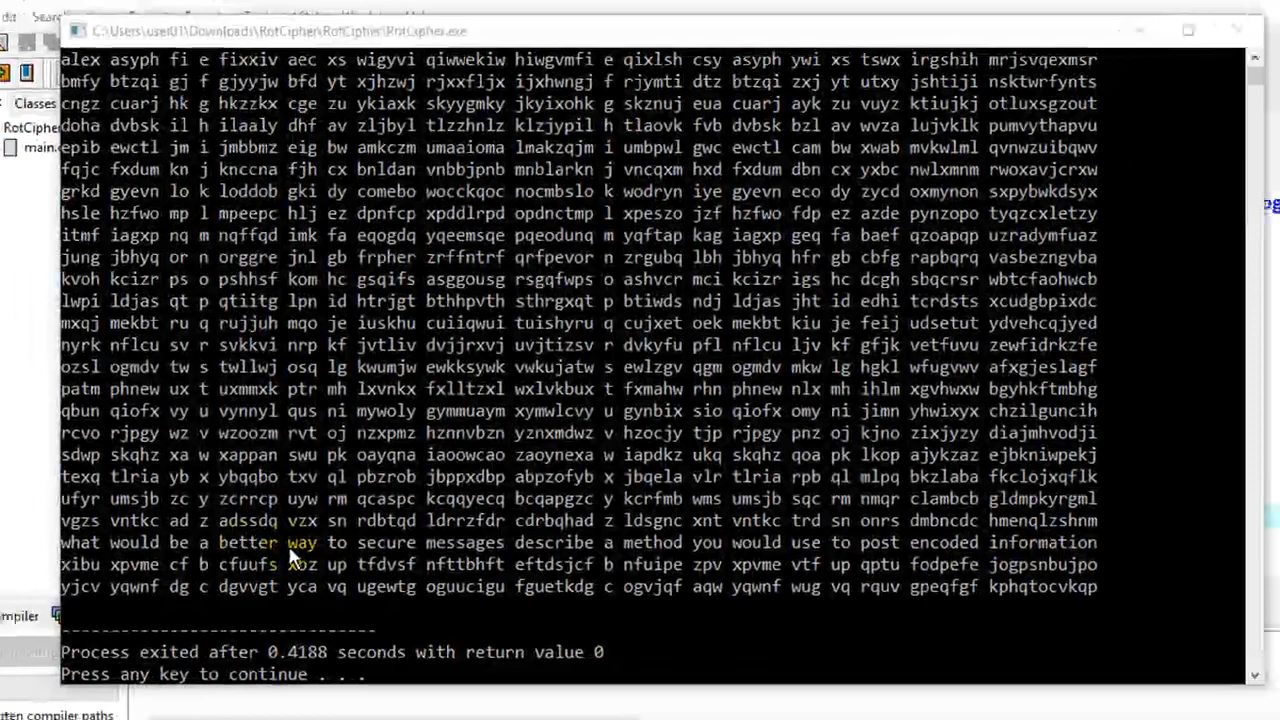 C:\Users\user01\Downloads\RotCipher\RotCipher\RotCipher.exe
alex asyph fi e fixxiv aec xs wigyvi qiwwekiw hiwgvmfi e qixlsh csy asyph ywi xs tswx irgshih mrjsvqexmsr
bmfy btzqi gj f gjyyjw bfd yt xjhzwj rjxxfljx ijxhwngj f rjymti dtz btzqi zxj yt utxy jshtiji nsktwrfynts
cngz cuarj hk g hkzzkx cge zu ykiaxk skyygmky jkyixohk g skznuj eua cuarj ayk zu vuyz ktiujkj otluxsgzout
doha dvbsk il h ilaaly dhf av zljbyl tlzzhnlz klzjypil h tlaovk fvb dvbsk bzl av wvza lujvklk pumvythapvu
epib ewctl jm i jmbbmz eig bw amkczm umaaioma lmakzqjm i umbpwl gwc ewctl cam bw xwab mvkwlml qvnwzuibqwv
fqjc fxdum kn j knccna fjh cx bnldan vnbbjpnb mnblarkn j vncqxm hxd fxdum dbn cx yxbc nwlxmnm rwoxavjcrxw
grkd gyevn lo k loddob gki dy comebo wocckqoc nocmbslo k wodryn iye gyevn eco dy zycd oxmynon sxpybwkdsyx
hsle hzfwo mp l mpeepc hlj ez dpnfcp xpddlrpd opdnctmp l xpeszo jzf hzfwo fdp ez azde pynzopo tyqzcxletzy
itmf iagxp nq m nqffqd imk fa eqogdq yqeemsqe pqeodunq m yqftap kag iagxp geq fa baef qzoapqp uzradymfuaz
jung jbhyq or n orggre jnl gb frpher zrffntrf qrfpevor n zrgubq lbh jbhyq hfr gb cbfg rapbqrq vasbezngvba
kvoh kcizr ps o pshhsf kom hc gsqifs asggousg rsgqfwps o ashvcr mci kcizr igs hc dcgh sbqcrsr wbtcfaohwcb
lwpi ldjas qt p qtiitg lpn id htrjgt bthhpvth sthrgxqt p btiwds ndj ldjas jht id edhi tcrdsts xcudgbpixdc
mxqj mekbt ru q rujjuh mqo je iuskhu cuiiqwui tuishyru q cujxet oek mekbt kiu je feij udsetut ydvehcqjyed
nyrk nflcu sv r svkkvi nrp kf jvtliv dvjjrxvj uvjtizsv r dvkyfu pfl nflcu ljv kf gfjk vetfuvu zewfidrkzfe
ozsl ogmdv tw s twllwj osq lg kwumjw ewkksywk vwkujatw s ewlzgv qgm ogmdv mkw lg hgkl wfugvwv afxgjeslagf
patm phnew ux t uxmmxk ptr mh lxvnkx fxlltzxl wxlvkbux t fxmahw rhn phnew nlx mh ihlm xgvhwxw bgyhkftmbhg
qbun qiofx vy u vynnyl qus ni mywoly gymmuaym xymwlcvy u gynbix sio qiofx omy ni jimn yhwixyx chzilguncih
rcvo rjpgy wz v wzoozm rvt oj nzxpmz hznnvbzn yznxmdwz v hzocjy tjp rjpgy pnz oj kjno zixjyzy diajmhvodji
sdwp skqhz xa w xappan swu pk oayqna iaoowcao zaoynexa w iapdkz ukq skqhz qoa pk lkop ajykzaz ejbkniwpekj
texq tlria yb x ybqqbo txv ql pbzrob jbppxdbp abpzofyb x jbqela vlr tlria rpb ql mlpq bkzlaba fkclojxqflk
ufyr umsjb zc y zcrrcp uyw rm qcaspc kcqqyecq bcqapgzc y kcrfmb wms umsjb sqc rm nmqr clambcb gldmpkyrgml
vgzs vntkc ad z adssdq vzx sn rdbtqd ldrrzfdr cdrbqhad z ldsgnc xnt vntkc trd sn onrs dmbncdc hmenqlzshnm
what would be a better way to secure messages describe a method you would use to post encoded information
xibu xpvme cf b cfuufs xbz up tfdvsf nfttbhft eftdsjcf b nfuipe zpv xpvme vtf up qptu fodpefe jogpsnbujpo
yjcv yqwnf dg c dgvvgt yca vq ugewtg oguucigu fguetkdg c ogvjqf aqw yqwnf wug vq rquv gpeqfgf kphqtocvkqp
Process exited after 0.4188 seconds with return value 0
Press any key to continue . . .
Classes
RotCiph
main.
mpiler
compiler paths